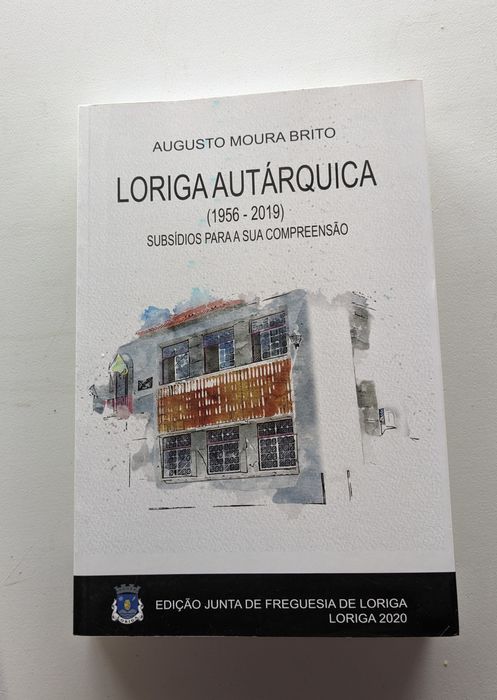 AUGUSTO MOURA BRITO
LORIGA AUTÁRQUICA
(1956 - 2019)
SUBSÍDIOS PARA A SUA COMPREENSÃO
EDIÇÃO JUNTA DE FREGUESIA DE LORIGA
LORIGA 2020